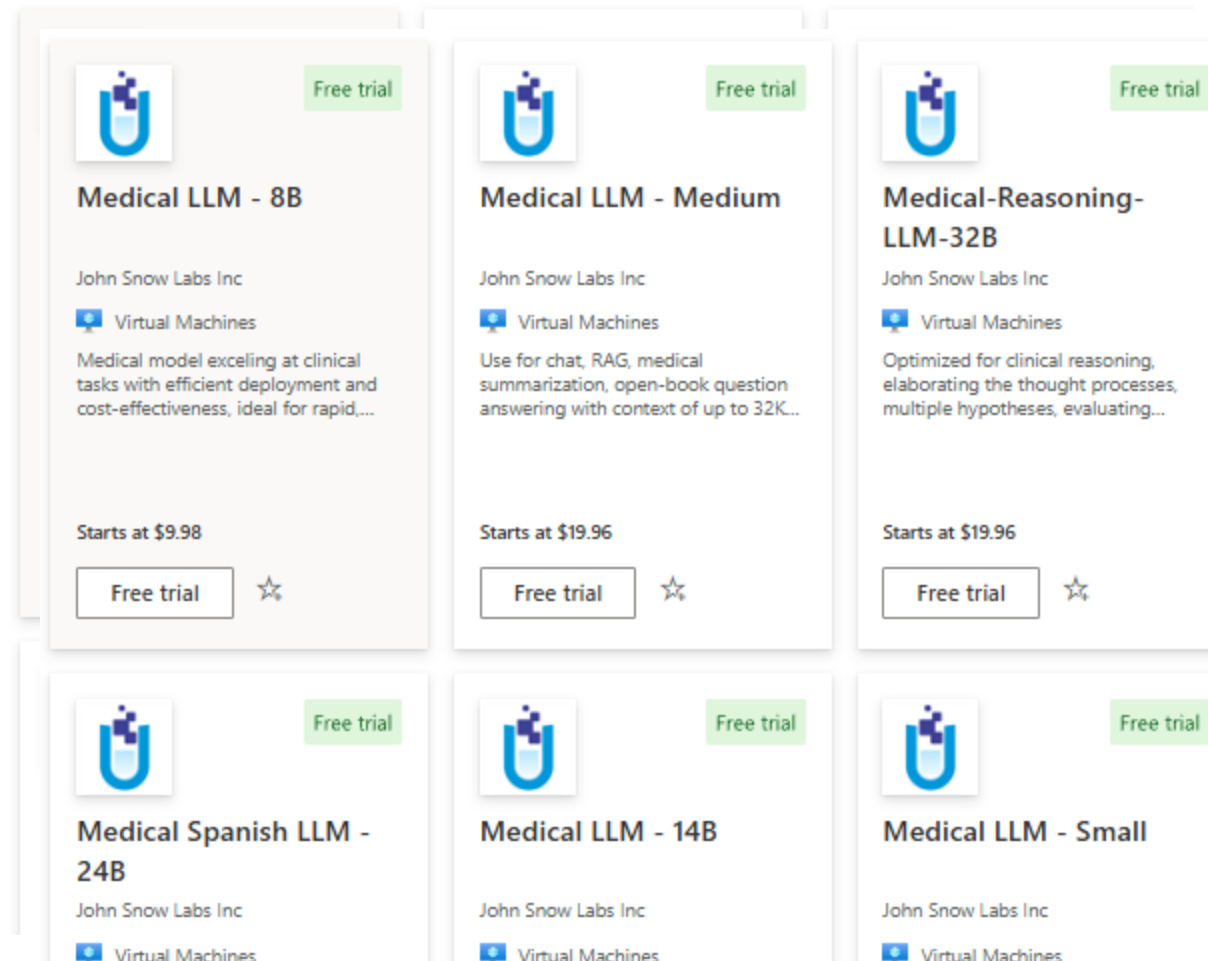 Free trial
Medical LLM - 8B
John Snow Labs Inc
Virtual Machines
Medical model exceling at clinical
tasks with efficient deployment and
cost-effectiveness, ideal for rapid,...
Starts at $9.98
Free trial
Free trial
Medical LLM - Medium
John Snow Labs Inc
Virtual Machines
Use for chat, RAG, medical
summarization, open-book question
answering with context of up to 32K...
Starts at $19.96
Free trial
Free trial
Medical-Reasoning-
LLM-32B
John Snow Labs Inc
Virtual Machines
Optimized for clinical reasoning,
elaborating the thought processes,
multiple hypotheses, evaluating...
Starts at $19.96
Free trial
Free trial
Medical Spanish LLM -
24B
John Snow Labs Inc
Virtual Machines
Free trial
Medical LLM - 14B
John Snow Labs Inc
Virtual Machines
Free trial
Medical LLM - Small
John Snow Labs Inc
Virtual Machines